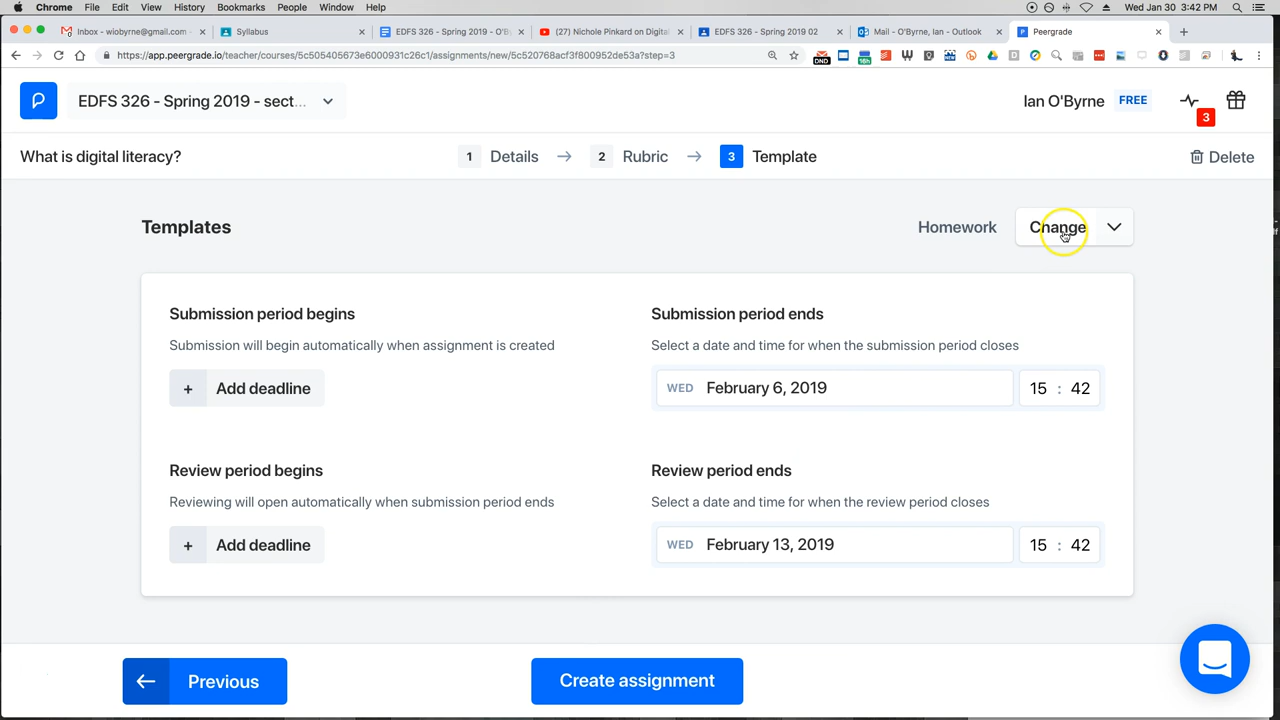 Chrome File Edit View History Bookmarks People Window Help
Wed Jan 30 3:42 PM
Inbox - wiobyrne@gmail.com -
Syllabus
EDFS 326 - Spring 2019 - O'B
(27) Nichole Pinkard on Digital
EDFS 326 - Spring 2019 02
Mail - O'Byrne, Ian - Outlook
Peergrade
https://app.peergrade.io/teacher/courses/5c505405673e6000931c26c1/assignments/new/5c520768acf3f800952de53a?step=3
DND
EDFS 326 - Spring 2019 - sect...
Ian O'Byrne FREE
3
What is digital literacy?
1 Details
2 Rubric
3 Template
Delete
Templates
Homework
Change
Submission period begins
Submission will begin automatically when assignment is created
+ Add deadline
Submission period ends
Select a date and time for when the submission period closes
WED February 6, 2019 15 : 42
Review period begins
Reviewing will open automatically when submission period ends
+ Add deadline
Review period ends
Select a date and time for when the review period closes
WED February 13, 2019 15 : 42
Previous
Create assignment